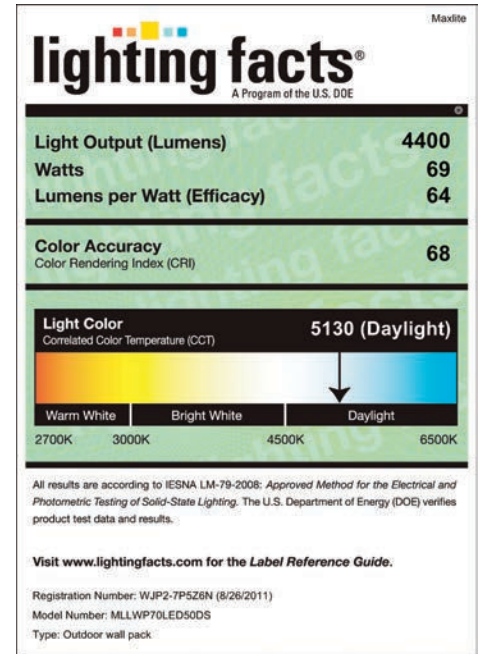 Maxlite
lighting facts®
A Program of the U.S. DOE
Light Output (Lumens) 4400
Watts 69
Lumens per Watt (Efficacy) 64
Color Accuracy
Color Rendering Index (CRI) 68
Light Color
Correlated Color Temperature (CCT) 5130 (Daylight)
Warm White Bright White Daylight
2700K 3000K 4500K 6500K
All results are according to IESNA LM-79-2008: Approved Method for the Electrical and
Photometric Testing of Solid-State Lighting. The U.S. Department of Energy (DOE) verifies
product test data and results.
Visit www.lightingfacts.com for the Label Reference Guide.
Registration Number: WJP2-7P5Z6N (8/26/2011)
Model Number: MLLWP70LED50DS
Type: Outdoor wall pack